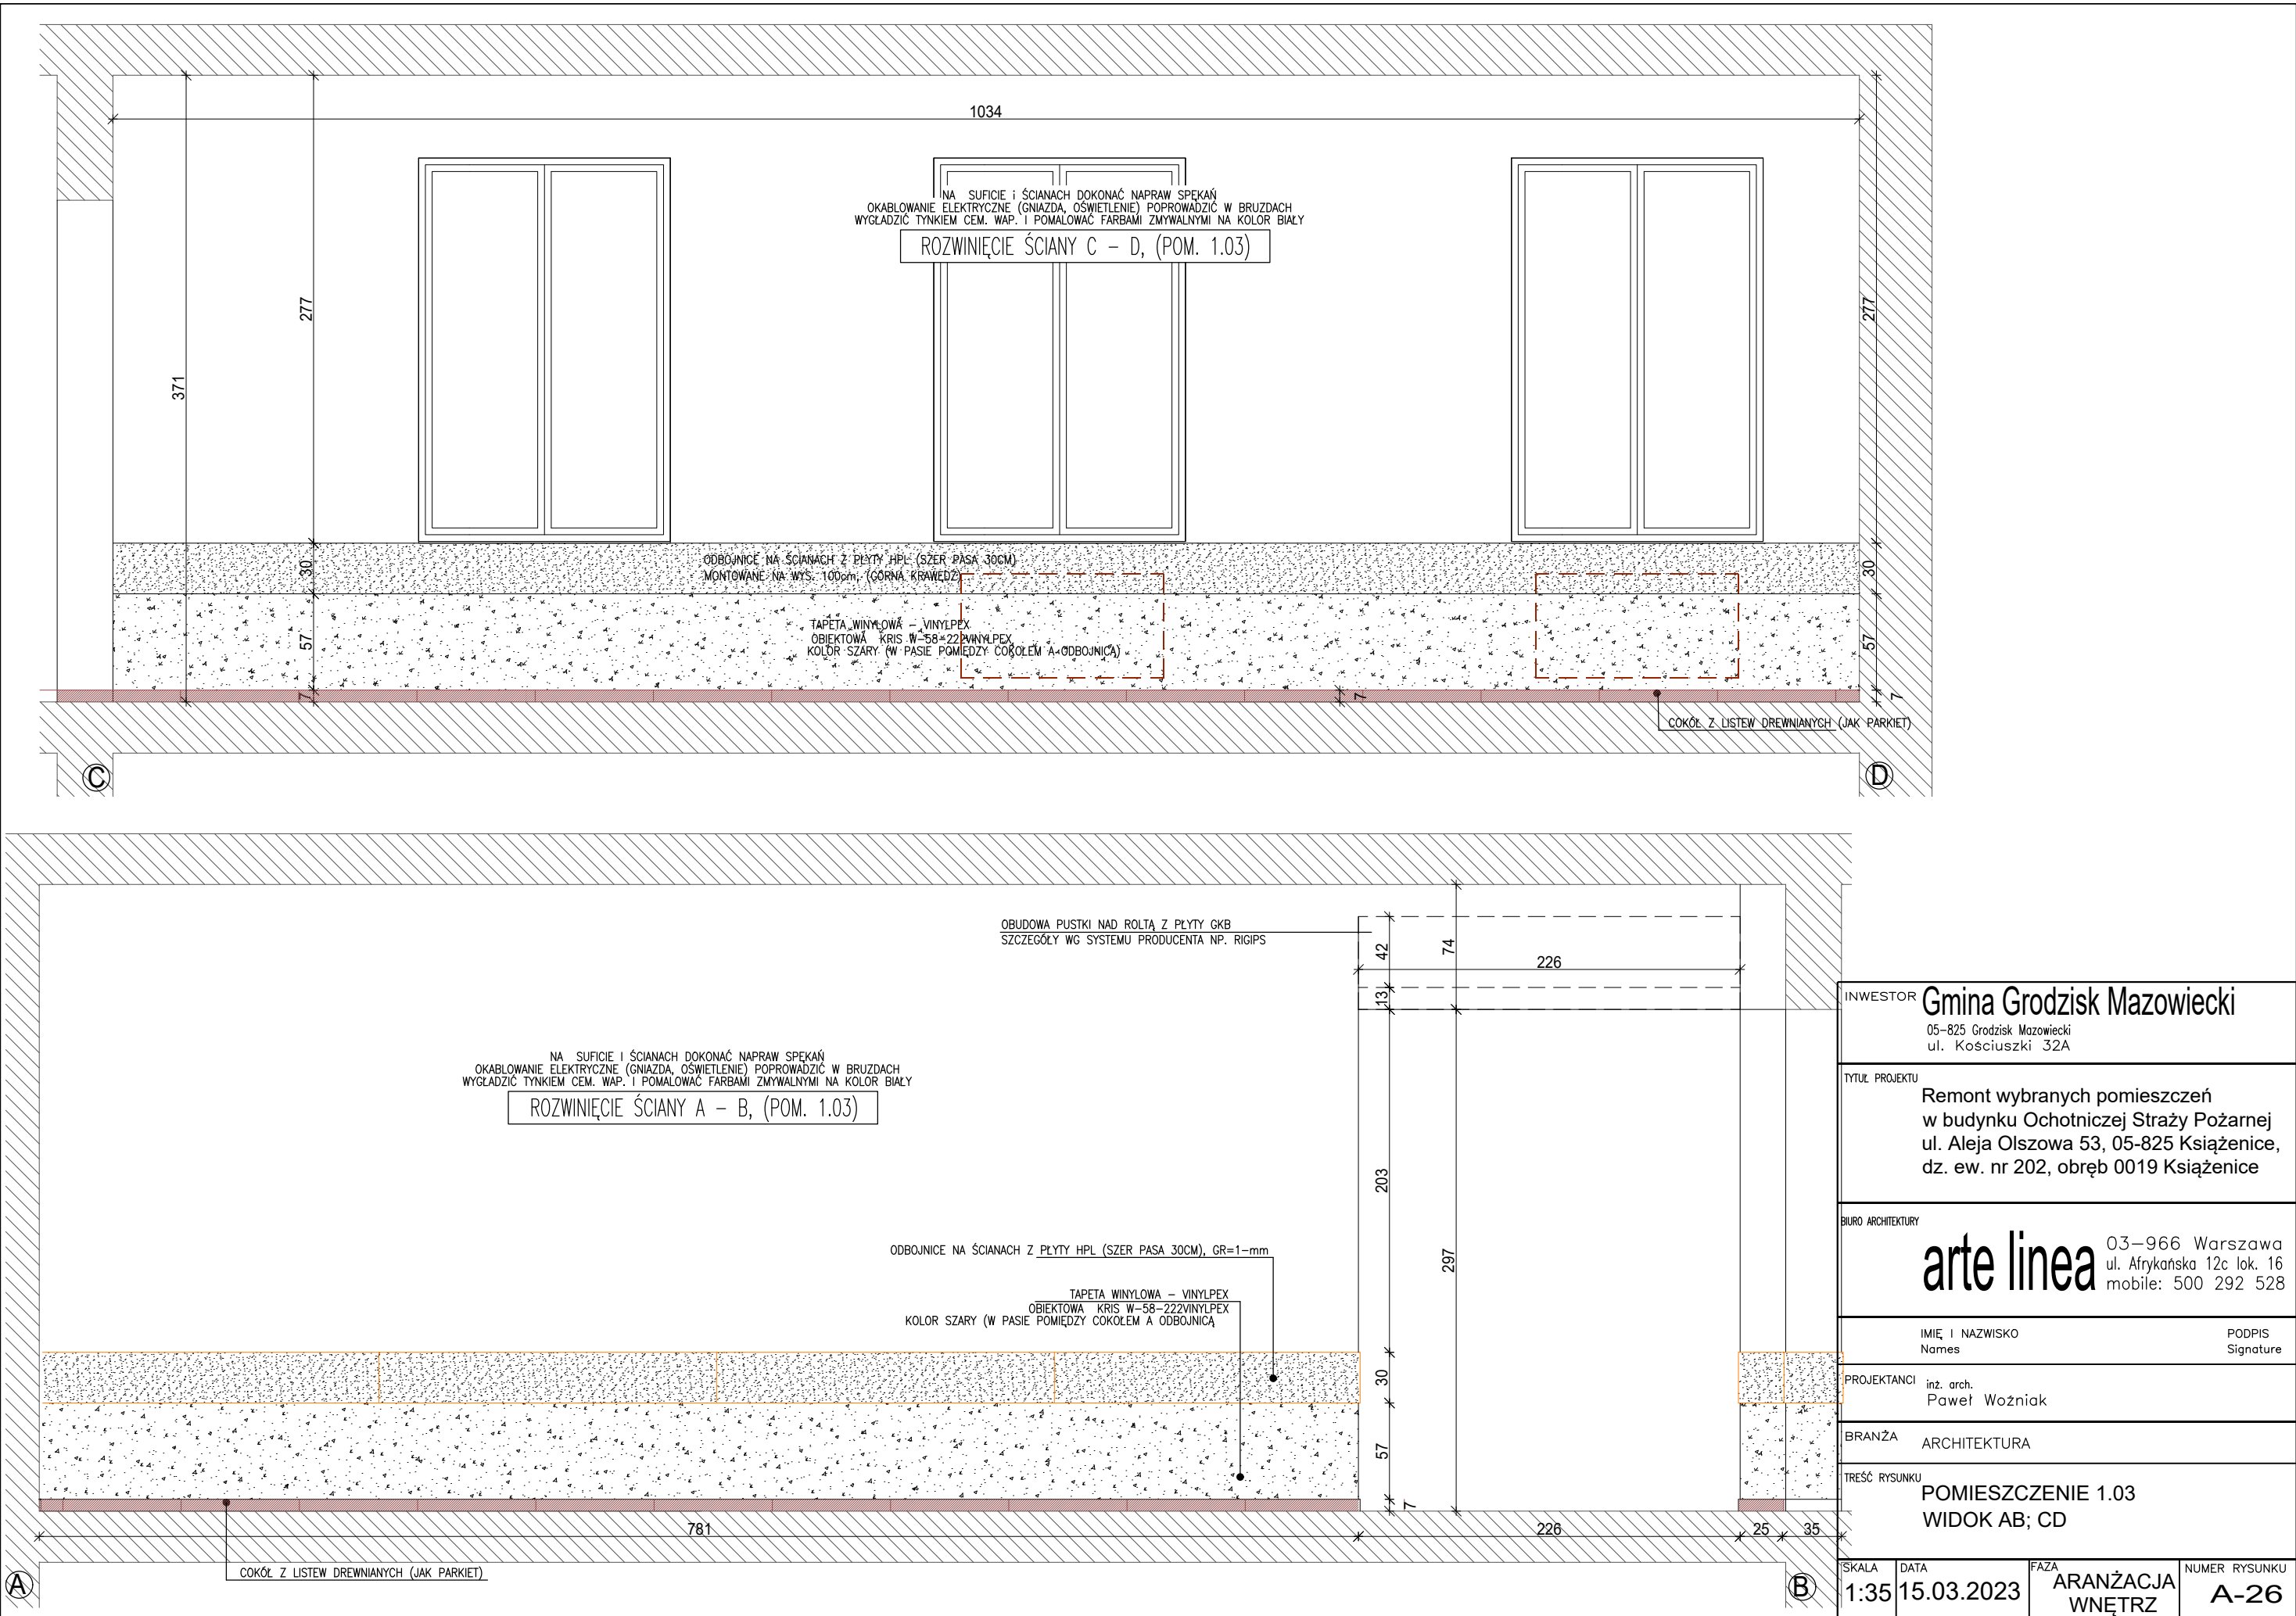 1034
NA SUFICIE i ŚCIANACH DOKONAĆ NAPRAW SPĘKAŃ
OKABLOWANIE ELEKTRYCZNE (GNIAZDA, OŚWIETLENIE) POPROWADZIĆ W BRUZDACH
WYGŁADZIĆ TYNKIEM CEM. WAP. I POMALOWAĆ FARBAMI ZMYWALNYMI NA KOLOR BIAŁY
ROZWINIĘCIE ŚCIANY C – D, (POM. 1.03)
371
277
277
ODBOJNICE NA ŚCIANACH Z PŁYTY HPL (SZER PASA 30CM)
MONTOWANE NA WYS. 100cm, (GÓRNA KRAWĘDŹ)
30
30
TAPETA WINYLOWA – VINYLPEX
OBIEKTOWA KRIS W–58–222VINYLPEX
KOLOR SZARY (W PASIE POMIĘDZY COKOŁEM A ODBOJNICĄ)
57
57
7
7
7
COKÓŁ Z LISTEW DREWNIANYCH (JAK PARKIET)
C
D
OBUDOWA PUSTKI NAD ROLTĄ Z PŁYTY GKB
SZCZEGÓŁY WG SYSTEMU PRODUCENTA NP. RIGIPS
42
74
226
13
NA SUFICIE I ŚCIANACH DOKONAĆ NAPRAW SPĘKAŃ
OKABLOWANIE ELEKTRYCZNE (GNIAZDA, OŚWIETLENIE) POPROWADZIĆ W BRUZDACH
WYGŁADZIĆ TYNKIEM CEM. WAP. I POMALOWAĆ FARBAMI ZMYWALNYMI NA KOLOR BIAŁY
ROZWINIĘCIE ŚCIANY A – B, (POM. 1.03)
203
297
ODBOJNICE NA ŚCIANACH Z PŁYTY HPL (SZER PASA 30CM), GR=1–mm
TAPETA WINYLOWA – VINYLPEX
OBIEKTOWA KRIS W–58–222VINYLPEX
KOLOR SZARY (W PASIE POMIĘDZY COKOŁEM A ODBOJNICĄ
30
57
7
781
226
25
35
COKÓŁ Z LISTEW DREWNIANYCH (JAK PARKIET)
A
B
INWESTOR Gmina Grodzisk Mazowiecki
05–825 Grodzisk Mazowiecki
ul. Kościuszki 32A
TYTUŁ PROJEKTU
Remont wybranych pomieszczeń
w budynku Ochotniczej Straży Pożarnej
ul. Aleja Olszowa 53, 05-825 Książenice,
dz. ew. nr 202, obręb 0019 Książenice
BIURO ARCHITEKTURY
arte linea
03–966 Warszawa
ul. Afrykańska 12c lok. 16
mobile: 500 292 528
IMIĘ I NAZWISKO PODPIS
Names Signature
PROJEKTANCI inż. arch.
Paweł Woźniak
BRANŻA ARCHITEKTURA
TREŚĆ RYSUNKU
POMIESZCZENIE 1.03
WIDOK AB; CD
SKALA DATA FAZA NUMER RYSUNKU
1:35 15.03.2023 ARANŻACJA WNĘTRZ A-26